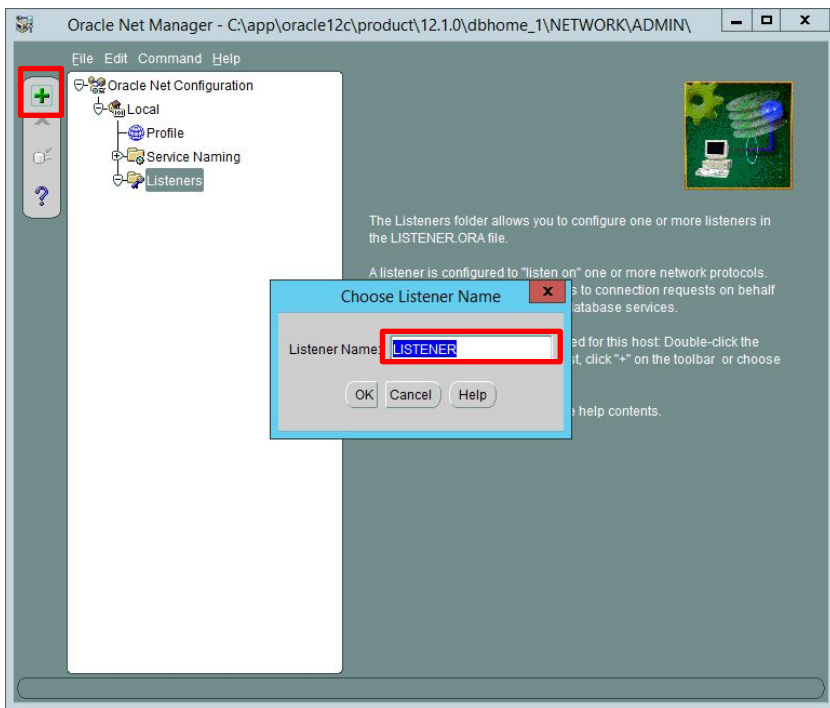 Oracle Net Manager - C:\app\oracle12c\product\12.1.0\dbhome_1\NETWORK\ADMIN\
File Edit Command Help
Oracle Net Configuration
Local
Profile
Service Naming
Listeners
The Listeners folder allows you to configure one or more listeners in
the LISTENER.ORA file.
A listener is configured to "listen on" one or more network protocols.
s to connection requests on behalf
atabase services.
ed for this host: Double-click the
st, click "+" on the toolbar or choose
help contents.
Choose Listener Name
Listener Name: LISTENER
OK Cancel Help